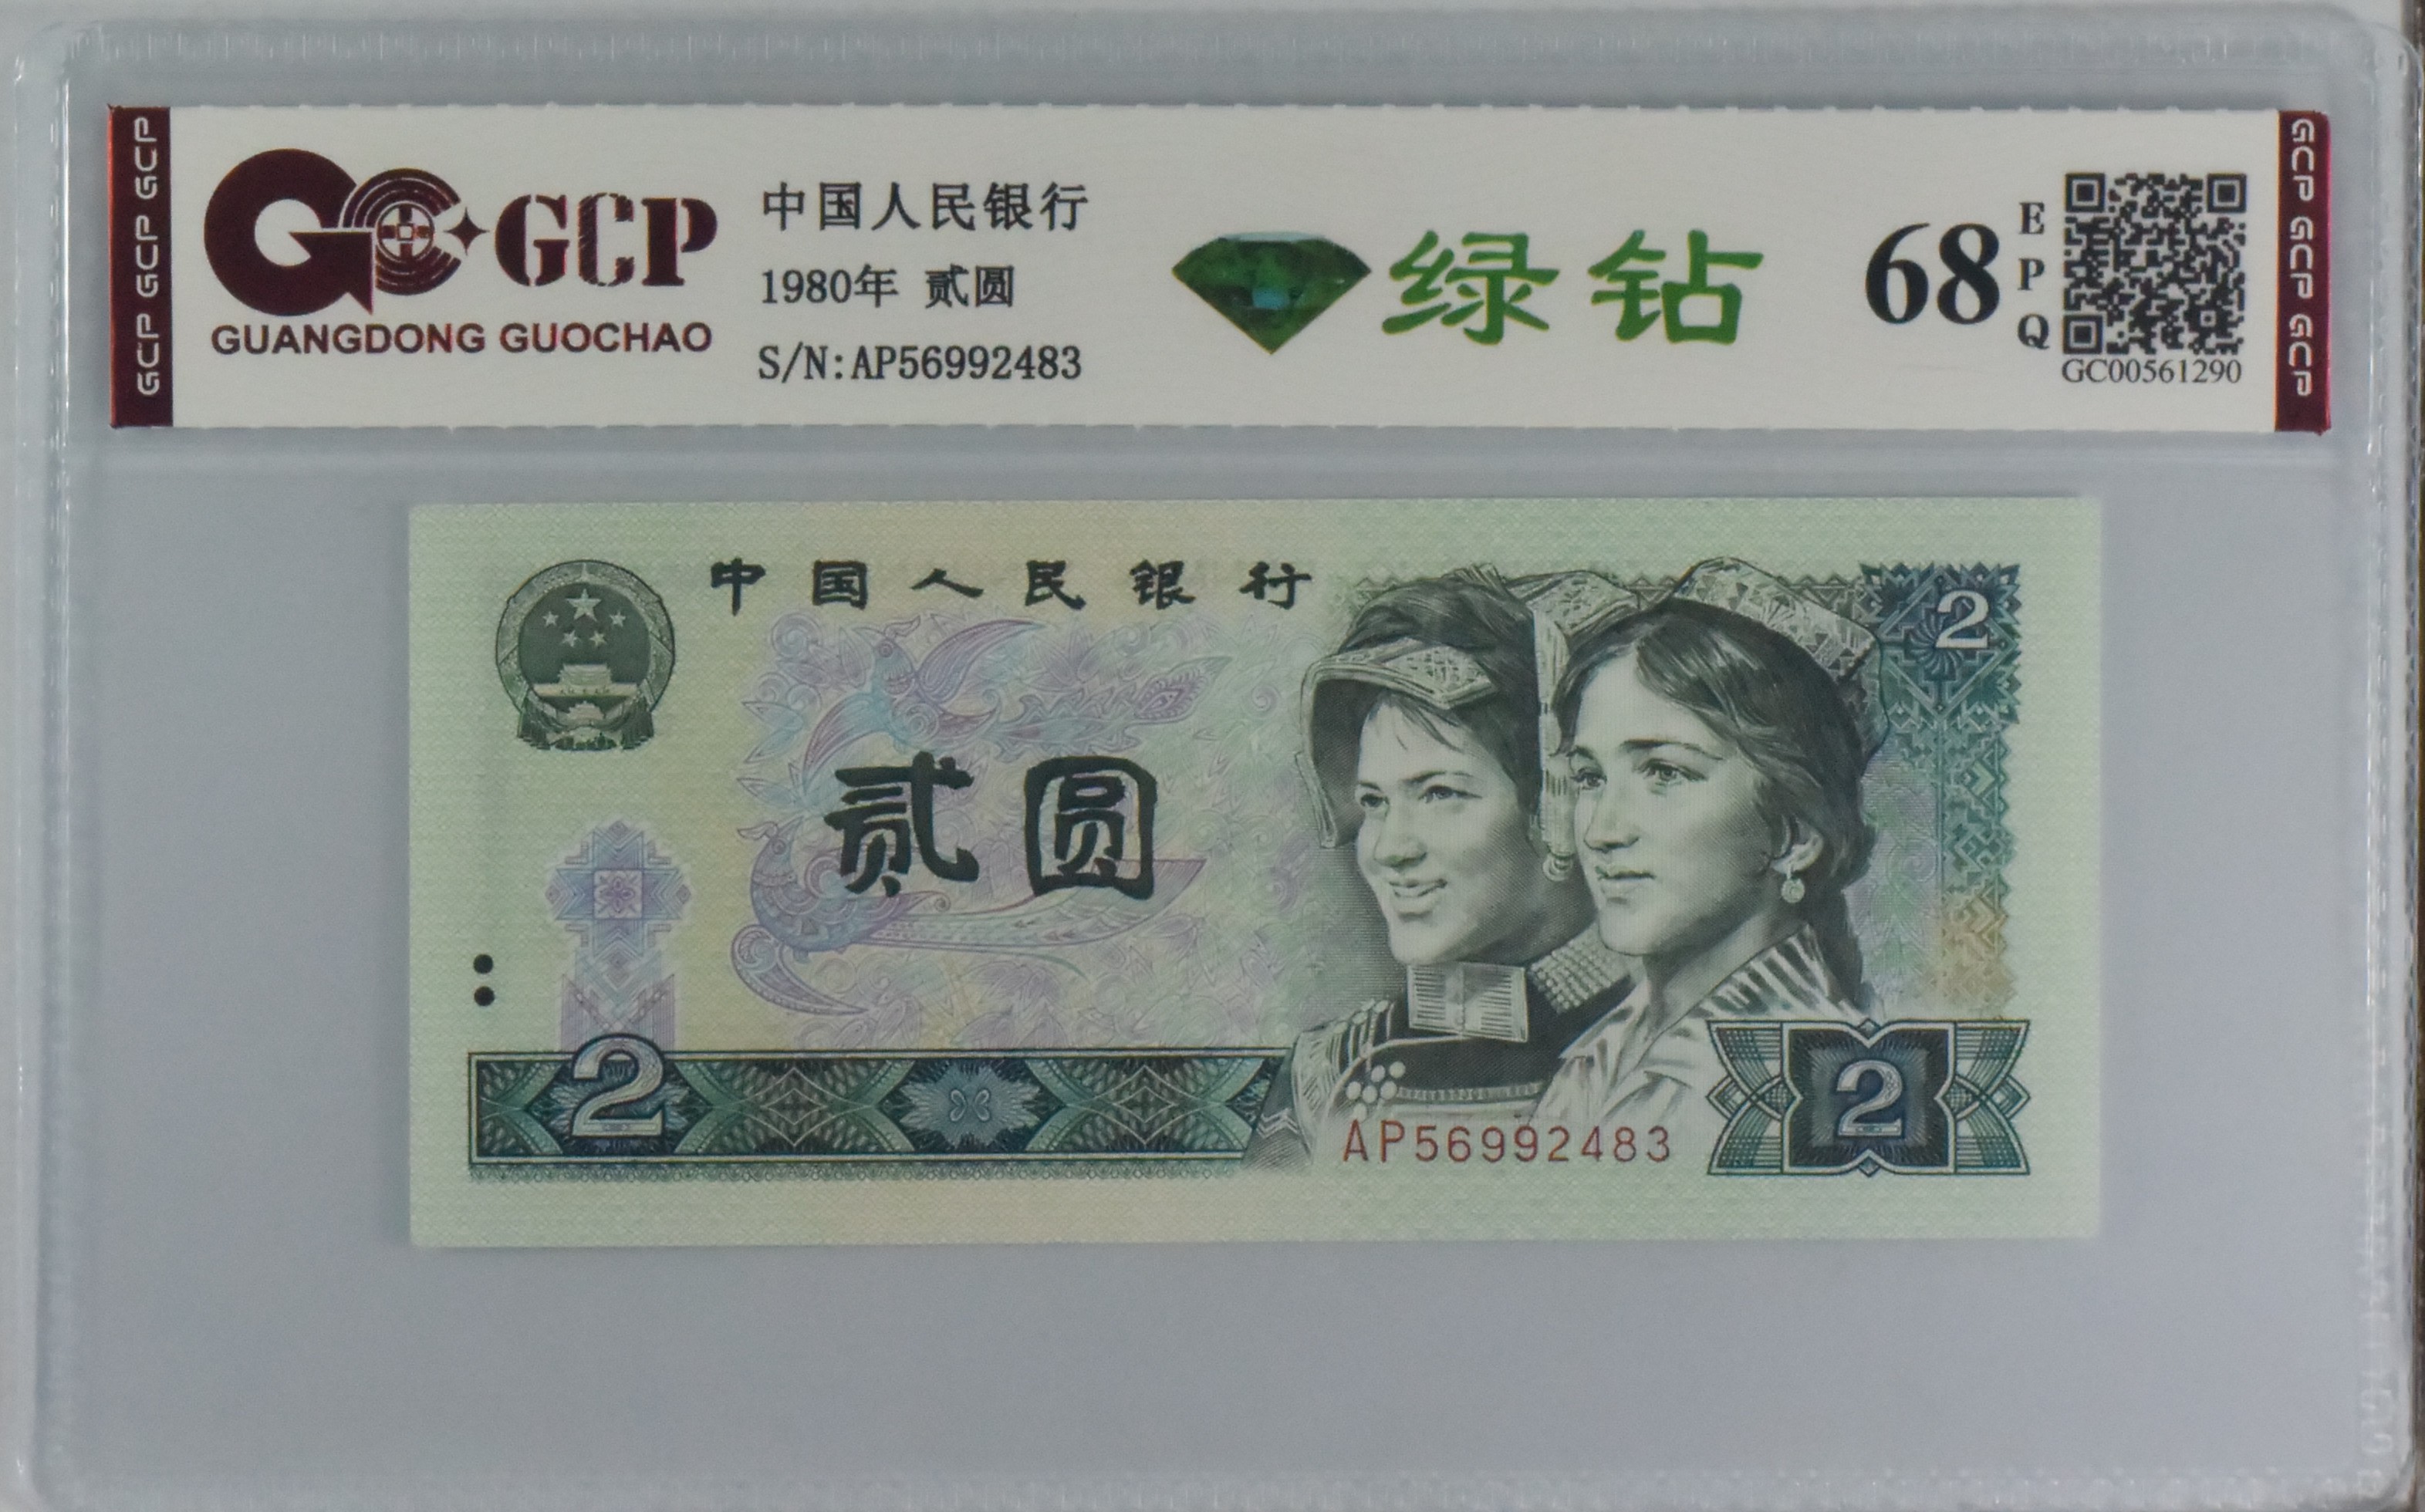 GCP GCP GCP
GCP
GUANGDONG GUOCHAO
中国人民银行
1980年 贰圆
S/N:AP56992483
绿钻
68
EPQ
GC00561290
GCP GCP GCP
中国人民银行
2
贰圆
2
AP56992483
2